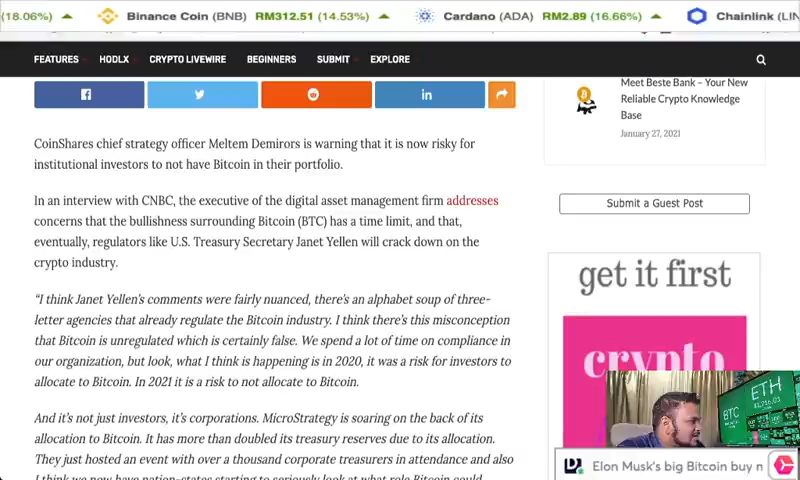 (18.06%) Binance Coin (BNB) RM312.51 (14.53%) Cardano (ADA) RM2.89 (16.66%) Chainlink (LIN
FEATURES HODLX CRYPTO LIVEWIRE BEGINNERS SUBMIT EXPLORE
CoinShares chief strategy officer Meltem Demirors is warning that it is now risky for
institutional investors to not have Bitcoin in their portfolio.
In an interview with CNBC, the executive of the digital asset management firm addresses
concerns that the bullishness surrounding Bitcoin (BTC) has a time limit, and that,
eventually, regulators like U.S. Treasury Secretary Janet Yellen will crack down on the
crypto industry.
“I think Janet Yellen’s comments were fairly nuanced, there’s an alphabet soup of three-
letter agencies that already regulate the Bitcoin industry. I think there’s this misconception
that Bitcoin is unregulated which is certainly false. We spend a lot of time on compliance in
our organization, but look, what I think is happening is in 2020, it was a risk for investors to
allocate to Bitcoin. In 2021 it is a risk to not allocate to Bitcoin.
And it’s not just investors, it’s corporations. MicroStrategy is soaring on the back of its
allocation to Bitcoin. It has more than doubled its treasury reserves due to its allocation.
They just hosted an event with over a thousand corporate treasurers in attendance and also
I think we now have nation-states starting to seriously look at what role Bitcoin could
Meet Beste Bank – Your New
Reliable Crypto Knowledge
Base
January 27, 2021
Submit a Guest Post
get it first
crypto
BTC
ETH
Elon Musk's big Bitcoin buy